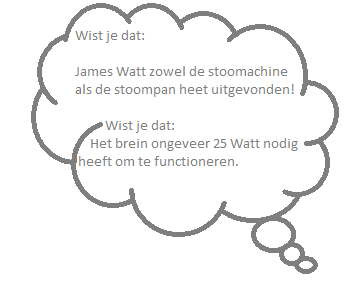 Wist je dat:
James Watt zowel de stoomachine
als de stoompan heet uitgevonden!
Wist je dat:
Het brein ongeveer 25 Watt nodig
heeft om te functioneren.